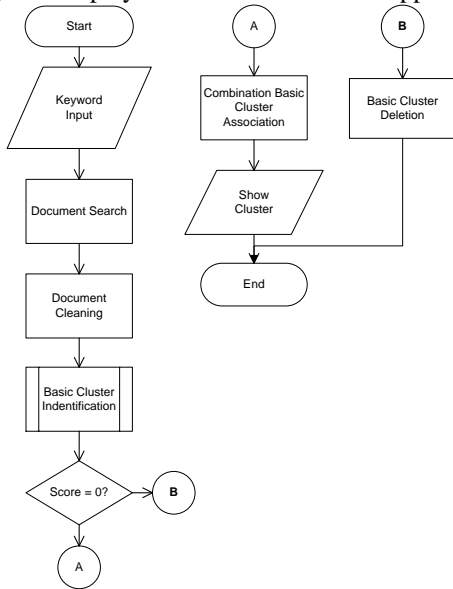 Start
Keyword
Input
Document Search
Document
Cleaning
Basic Cluster
Indentification
Score = 0?
B
A
A
Combination Basic
Cluster
Association
Show
Cluster
End
B
Basic Cluster
Deletion